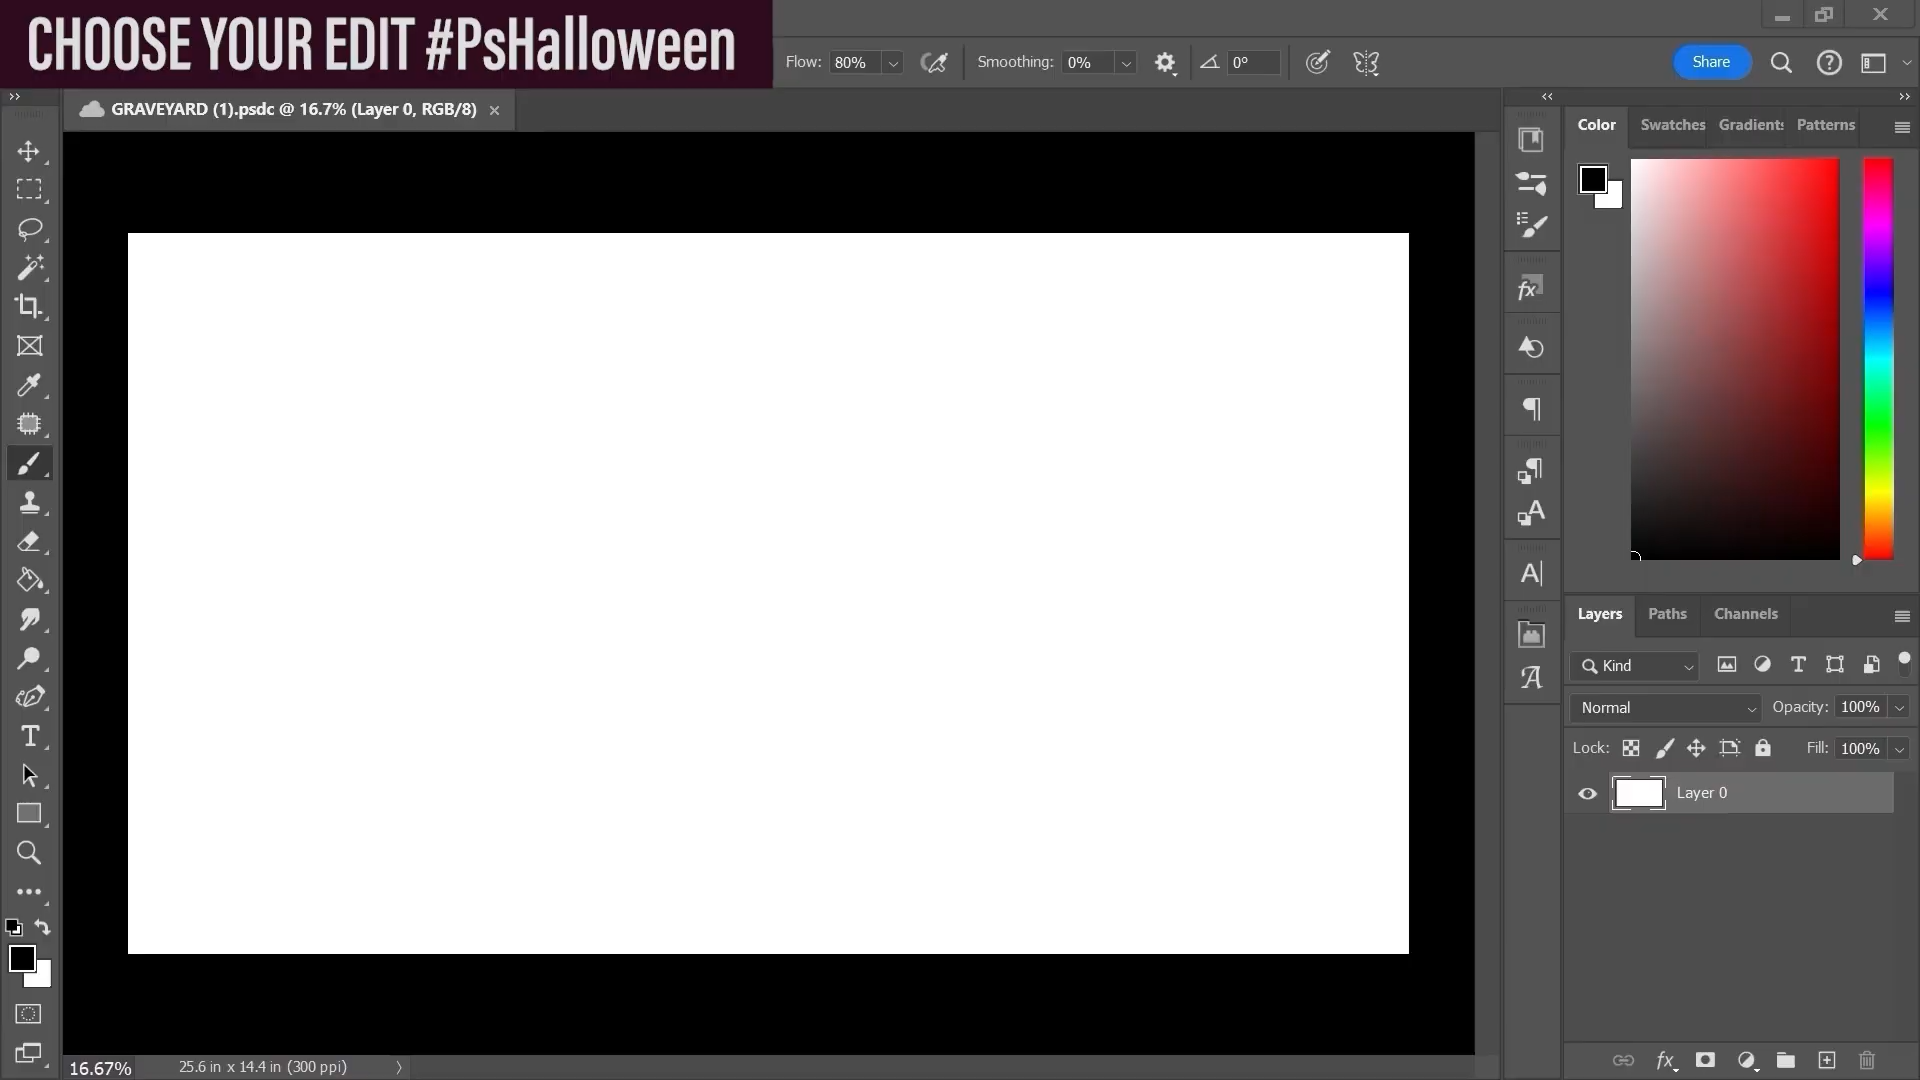 CHOOSE YOUR EDIT #PsHalloween
Flow: 80%
Smoothing: 0%
0°
Share
GRAVEYARD (1).psdc @ 16.7% (Layer 0, RGB/8)
Color
Swatches
Gradients
Patterns
Layers
Paths
Channels
Kind
Normal
Opacity: 100%
Lock:
Fill: 100%
Layer 0
16.67%
25.6 in x 14.4 in (300 ppi)